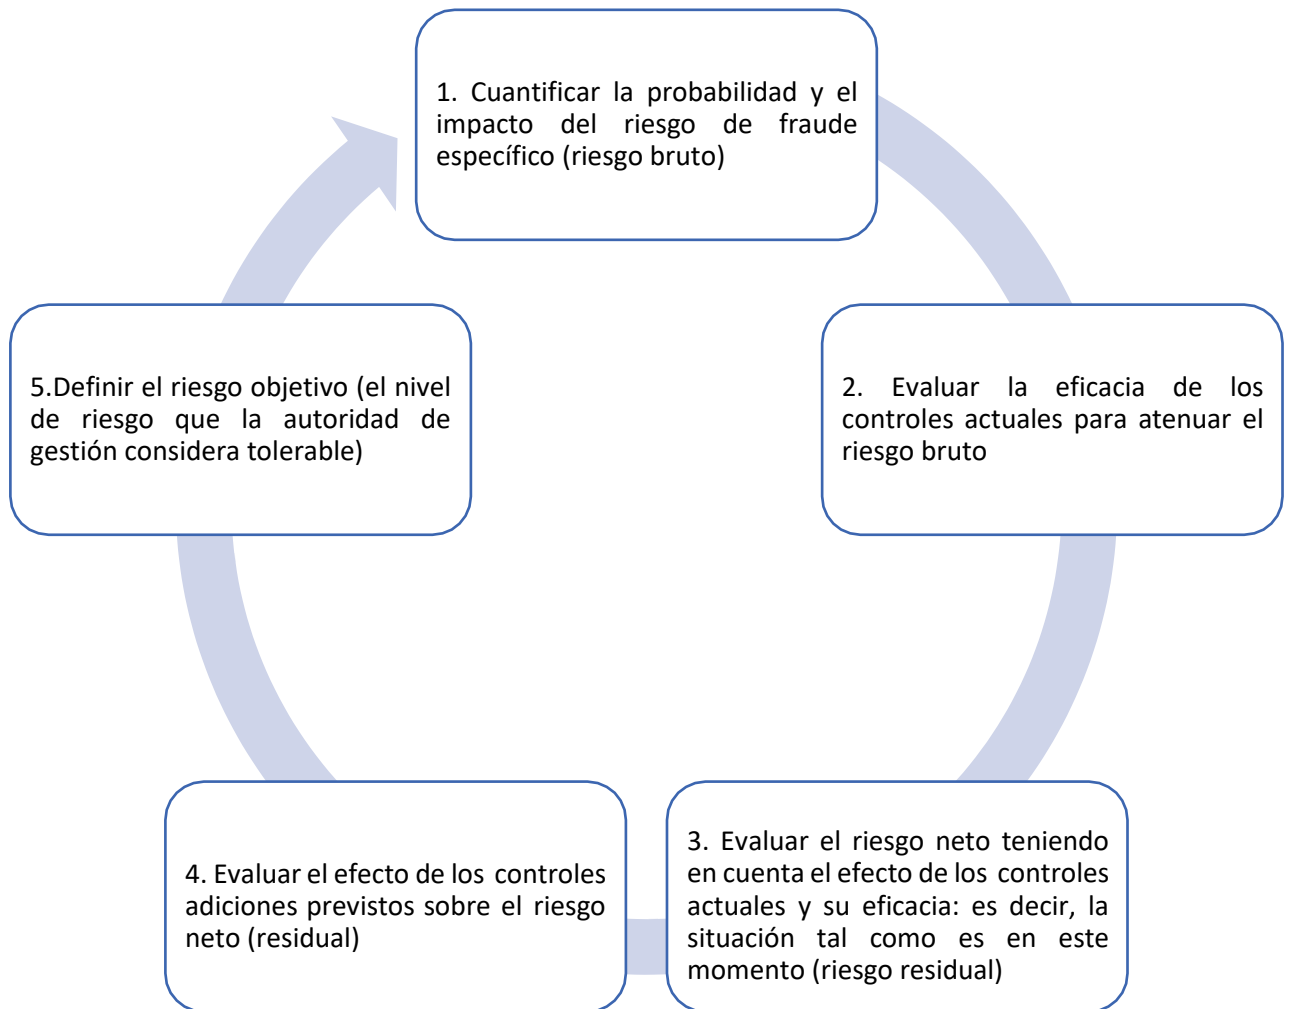 1. Cuantificar la probabilidad y el
impacto del riesgo de fraude
específico (riesgo bruto)
2. Evaluar la eficacia de los
controles actuales para atenuar el
riesgo bruto
3. Evaluar el riesgo neto teniendo
en cuenta el efecto de los controles
actuales y su eficacia: es decir, la
situación tal como es en este
momento (riesgo residual)
4. Evaluar el efecto de los controles
adiciones previstos sobre el riesgo
neto (residual)
5.Definir el riesgo objetivo (el nivel
de riesgo que la autoridad de
gestión considera tolerable)